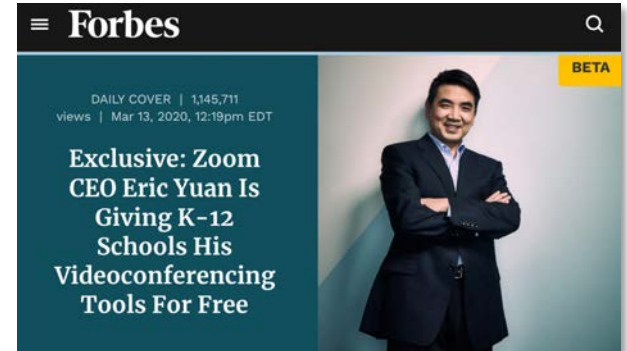 Forbes
BETA
DAILY COVER | 1,145,711
views | Mar 13, 2020, 12:19pm EDT
Exclusive: Zoom
CEO Eric Yuan Is
Giving K-12
Schools His
Videoconferencing
Tools For Free